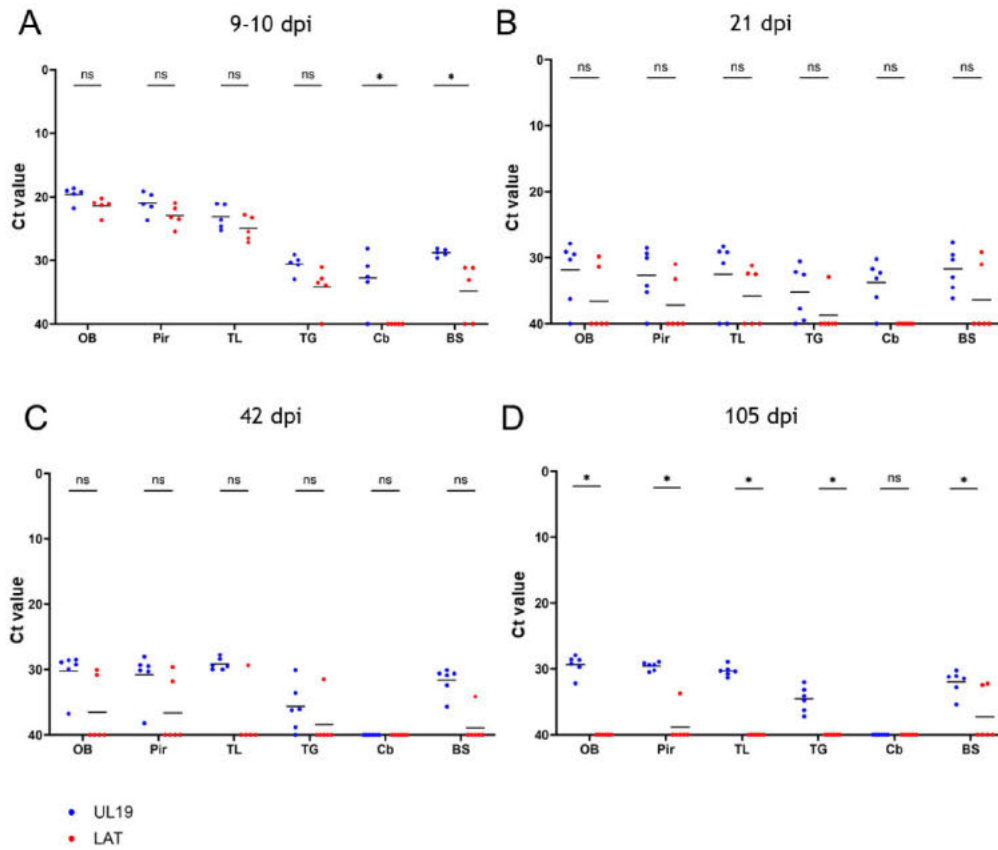 A
9-10 dpi
ns ns ns ns * *
0
10
20
30
40
Ct value
OB Pir TL TG Cb BS
B
21 dpi
ns ns ns ns ns ns
0
10
20
30
40
Ct value
OB Pir TL TG Cb BS
C
42 dpi
ns ns ns ns ns ns
0
10
20
30
40
Ct value
OB Pir TL TG Cb BS
D
105 dpi
* * * * ns *
0
10
20
30
40
Ct value
OB Pir TL TG Cb BS
UL19
LAT